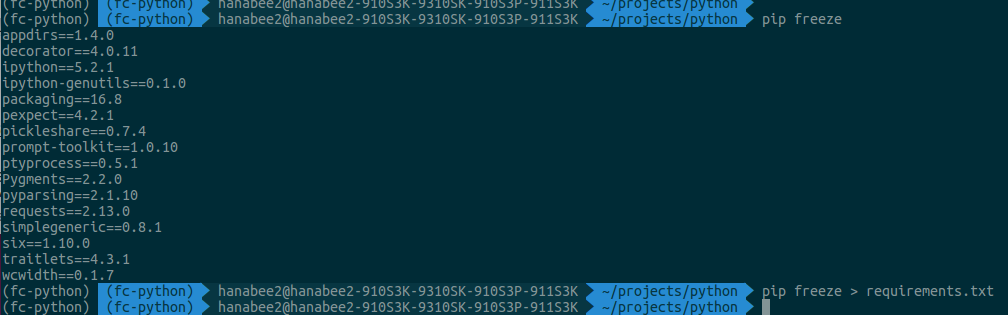 (fc-python) (fc-python) hanabee2@hanabee2-910S3K-9310SK-910S3P-911S3K ~/projects/python
(fc-python) (fc-python) hanabee2@hanabee2-910S3K-9310SK-910S3P-911S3K ~/projects/python pip freeze
appdirs==1.4.0
decorator==4.0.11
ipython==5.2.1
ipython-genutils==0.1.0
packaging==16.8
pexpect==4.2.1
pickleshare==0.7.4
prompt-toolkit==1.0.10
ptyprocess==0.5.1
Pygments==2.2.0
pyparsing==2.1.10
requests==2.13.0
simplegeneric==0.8.1
six==1.10.0
traitlets==4.3.1
wcwidth==0.1.7
(fc-python) (fc-python) hanabee2@hanabee2-910S3K-9310SK-910S3P-911S3K ~/projects/python pip freeze > requirements.txt
(fc-python) (fc-python) hanabee2@hanabee2-910S3K-9310SK-910S3P-911S3K ~/projects/python